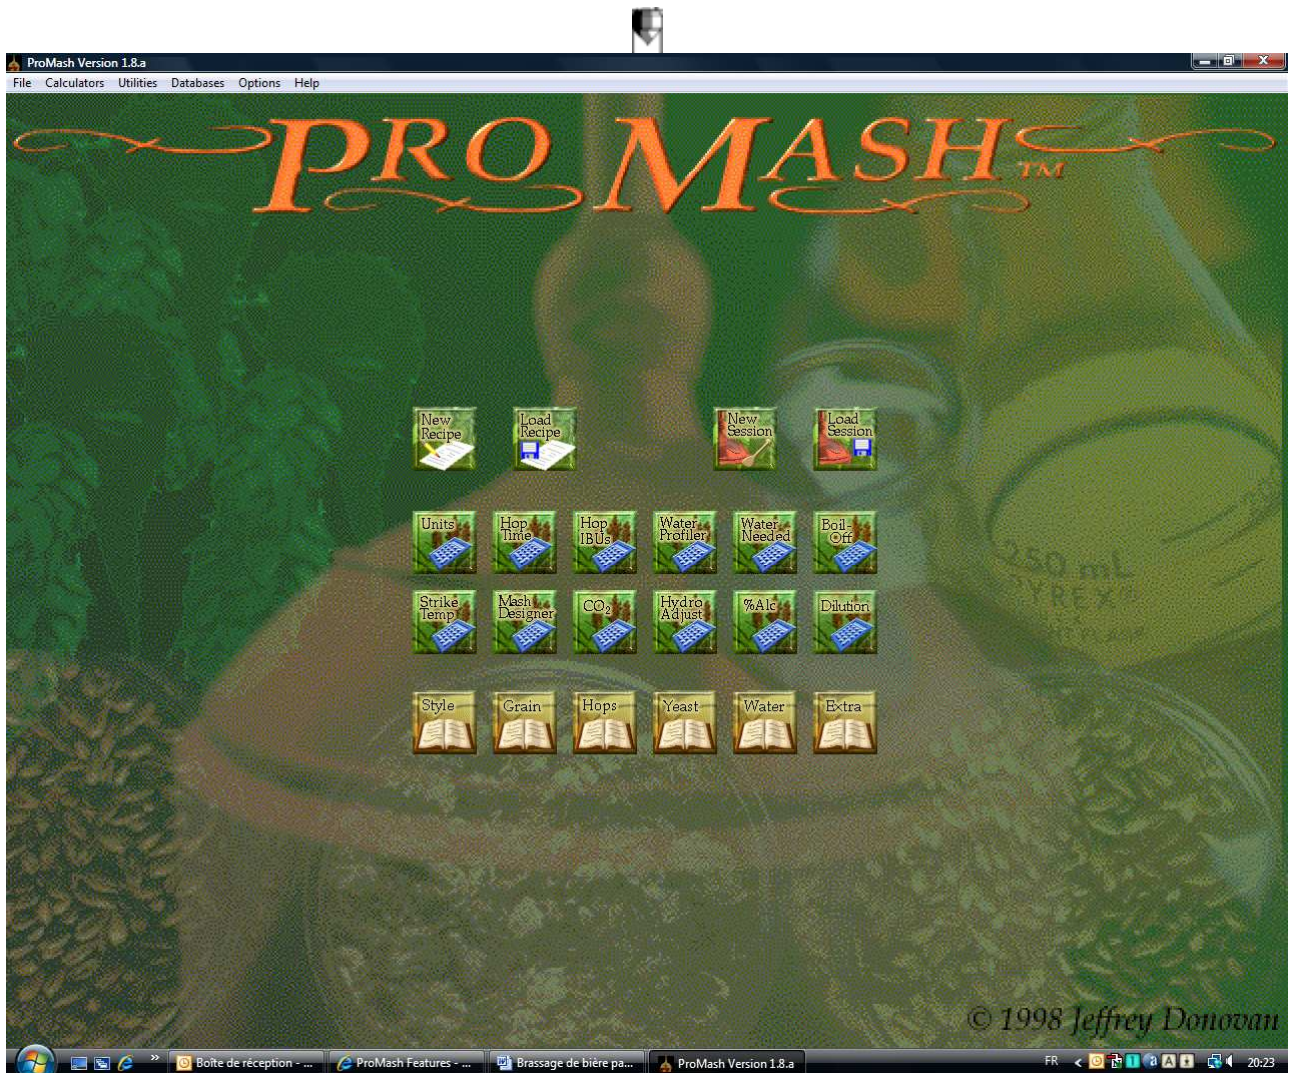 ProMash Version 1.8.a
File Calculators Utilities Databases Options Help
PRO MASH TM
New
Recipe
Load
Recipe
New
Session
Load
Session
Units
Hop
Time
Hop
IBUs
Water
Profiler
Water
Needed
Boil-
Off
Strike
Temp
Mash
Designer
CO2
Hydro
Adjust
%Alc
Dilution
Style
Grain
Hops
Yeast
Water
Extra
250 mL
© 1998 Jeffrey Donovan
Boîte de réception - ...
ProMash Features - ...
Brassage de bière pa...
ProMash Version 1.8.a
FR
20:23